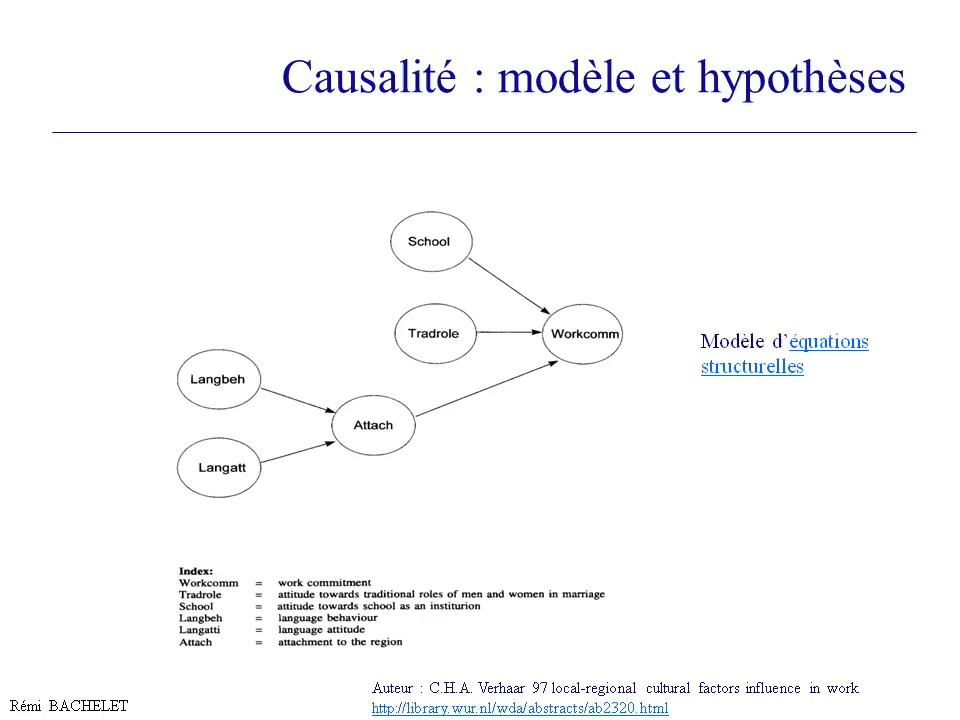 Causalité : modèle et hypothèses
School
Tradrole
Workcomm
Langbeh
Attach
Langatt
Modèle d'équations
structurelles
Index:
Workcomm = work commitment
Tradrole = attitude towards traditional roles of men and women in marriage
School = attitude towards school as an institurion
Langbeh = language behaviour
Langatti = language attitude
Attach = attachment to the region
Auteur : C.H.A. Verhaar 97 local-regional cultural factors influence in work
http://library.wur.nl/wda/abstracts/ab2320.html
Rémi BACHELET